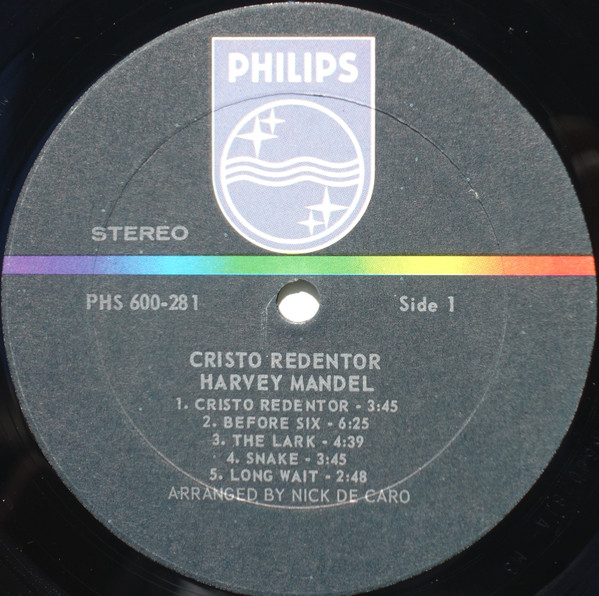 PHILIPS
STEREO
PHS 600-281 Side 1
CRISTO REDENTOR
HARVEY MANDEL
1. CRISTO REDENTOR - 3:45
2. BEFORE SIX - 6:25
3. THE LARK - 4:39
4. SNAKE - 3:45
5. LONG WAIT - 2:48
ARRANGED BY NICK DE CARO